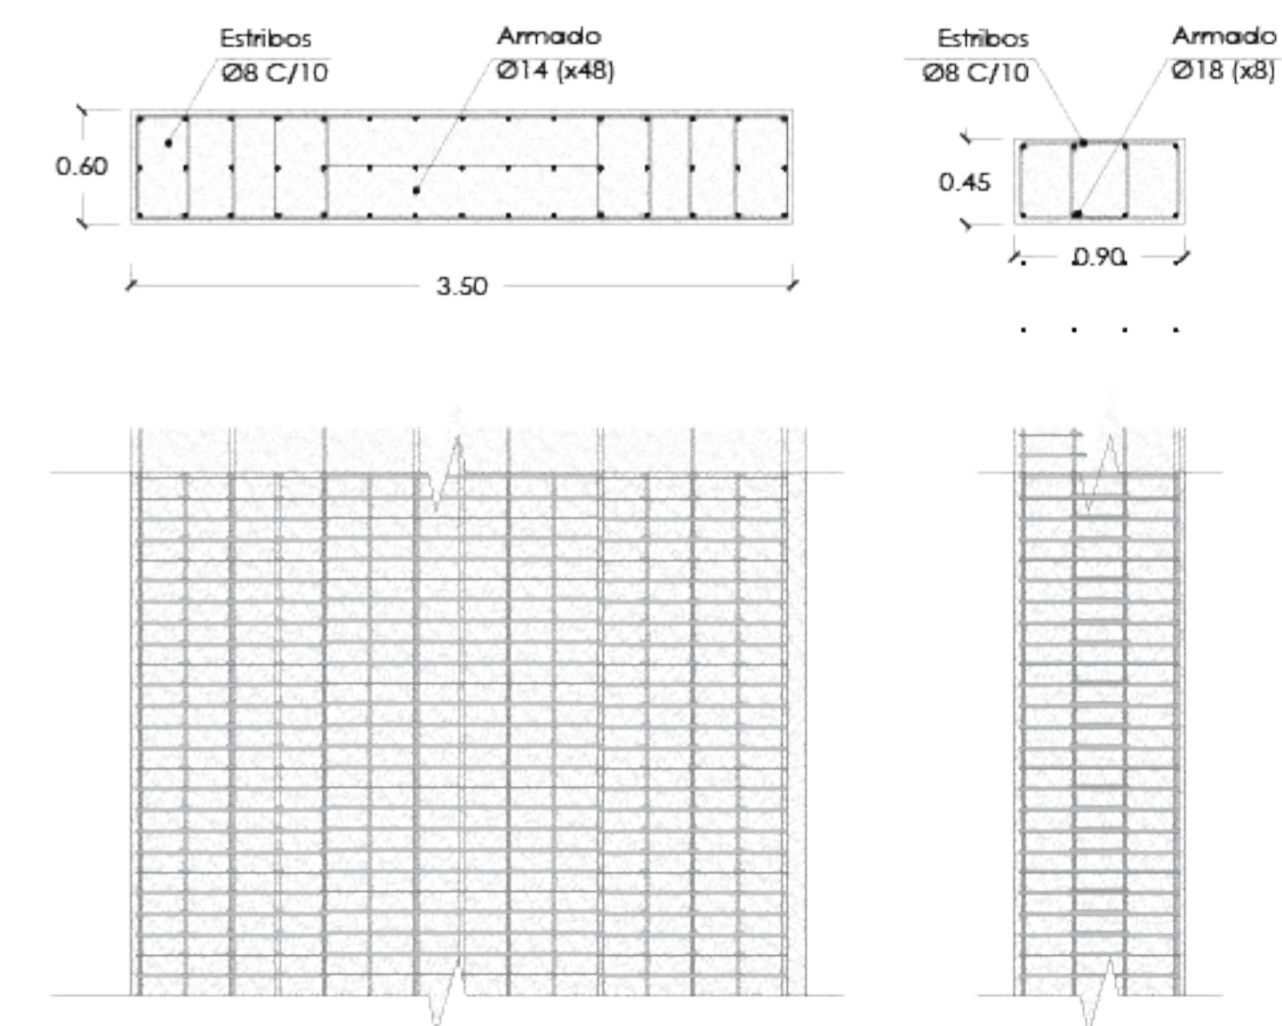 Estribos
Ø8 C/10
Armado
Ø14 (x48)
0.60
3.50
Estribos
Ø8 C/10
Armado
Ø18 (x8)
0.45
0.90